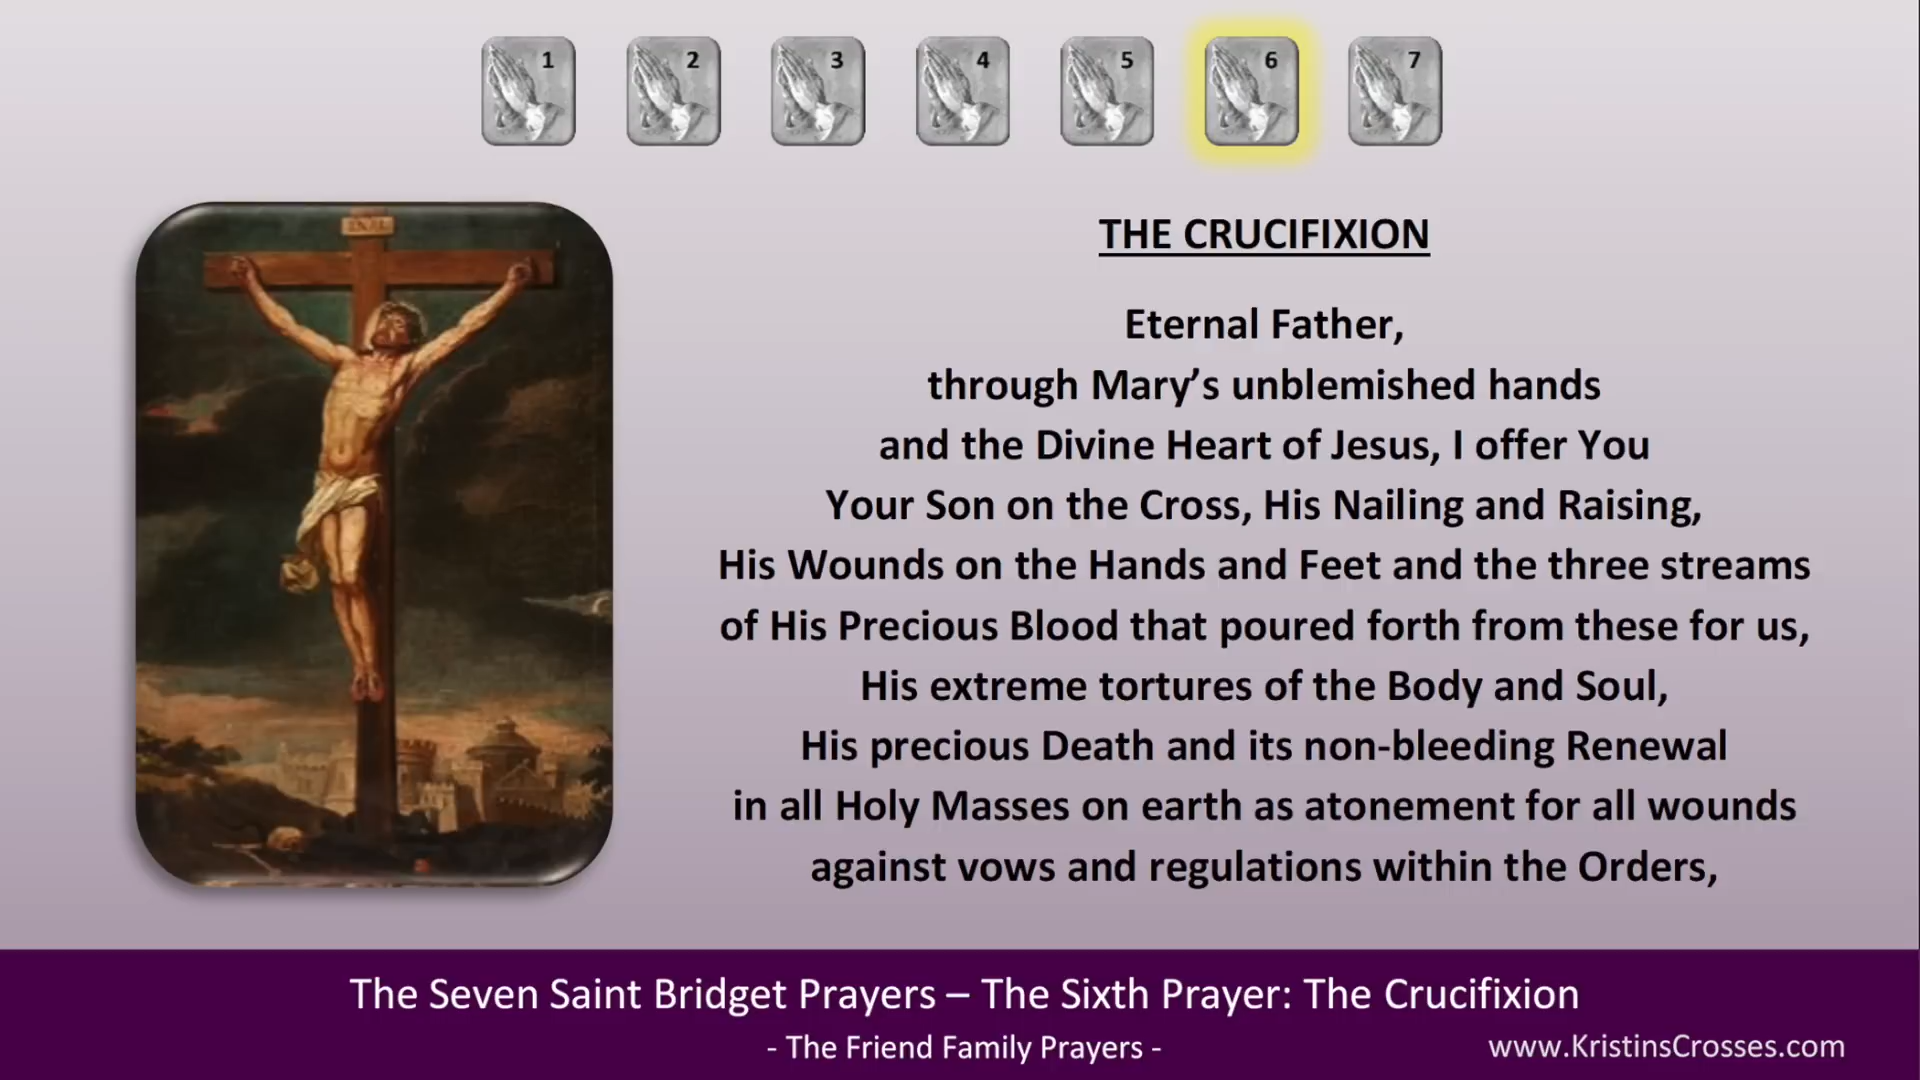 1 2 3 4 5 6 7
INRI
THE CRUCIFIXION
Eternal Father,
through Mary’s unblemished hands
and the Divine Heart of Jesus, I offer You
Your Son on the Cross, His Nailing and Raising,
His Wounds on the Hands and Feet and the three streams
of His Precious Blood that poured forth from these for us,
His extreme tortures of the Body and Soul,
His precious Death and its non-bleeding Renewal
in all Holy Masses on earth as atonement for all wounds
against vows and regulations within the Orders,
The Seven Saint Bridget Prayers – The Sixth Prayer: The Crucifixion
- The Friend Family Prayers -
www.KristinsCrosses.com